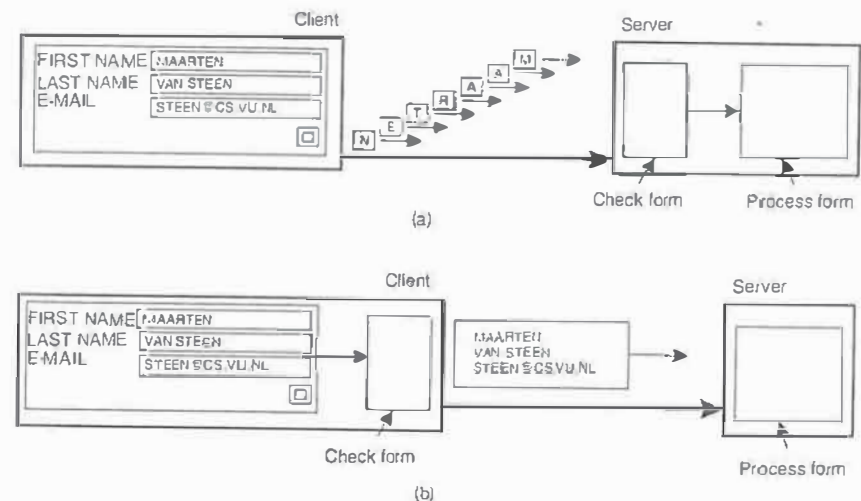 Client
Server
FIRST NAME MAARTEN
LAST NAME VAN STEEN
E-MAIL STEEN@CS.VU.NL
N E T R A A M
Check form
Process form
(a)
Client
Server
FIRST NAME MAARTEN
LAST NAME VAN STEEN
E-MAIL STEEN@CS.VU.NL
MAARTEN
VAN STEEN
STEEN@CS.VU.NL
Check form
Process form
(b)